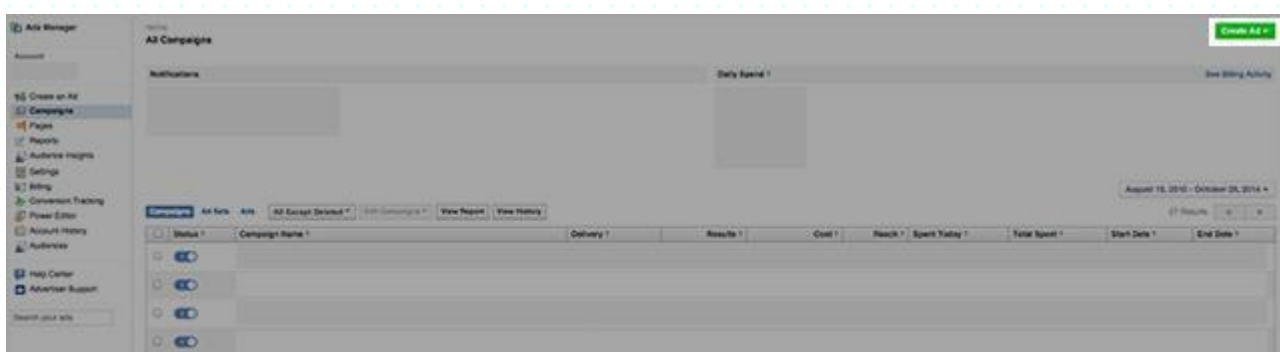 Ads Manager
Account
Create an Ad
Campaigns
Pages
Reports
Audience Insights
Settings
Billing
Conversion Tracking
Power Editor
Account History
Audiences
Help Center
Advertiser Support
Search your ads
Home
All Campaigns
Create Ad +
Notifications
Daily Spend ?
See Billing Activity
August 18, 2010 - October 28, 2014
27 Results
Campaigns Ad Sets Ads All Except Deleted Edit Campaigns View Report View History
Status ? Campaign Name ? Delivery ? Results ? Cost ? Reach ? Spent Today ? Total Spent ? Start Date ? End Date ?